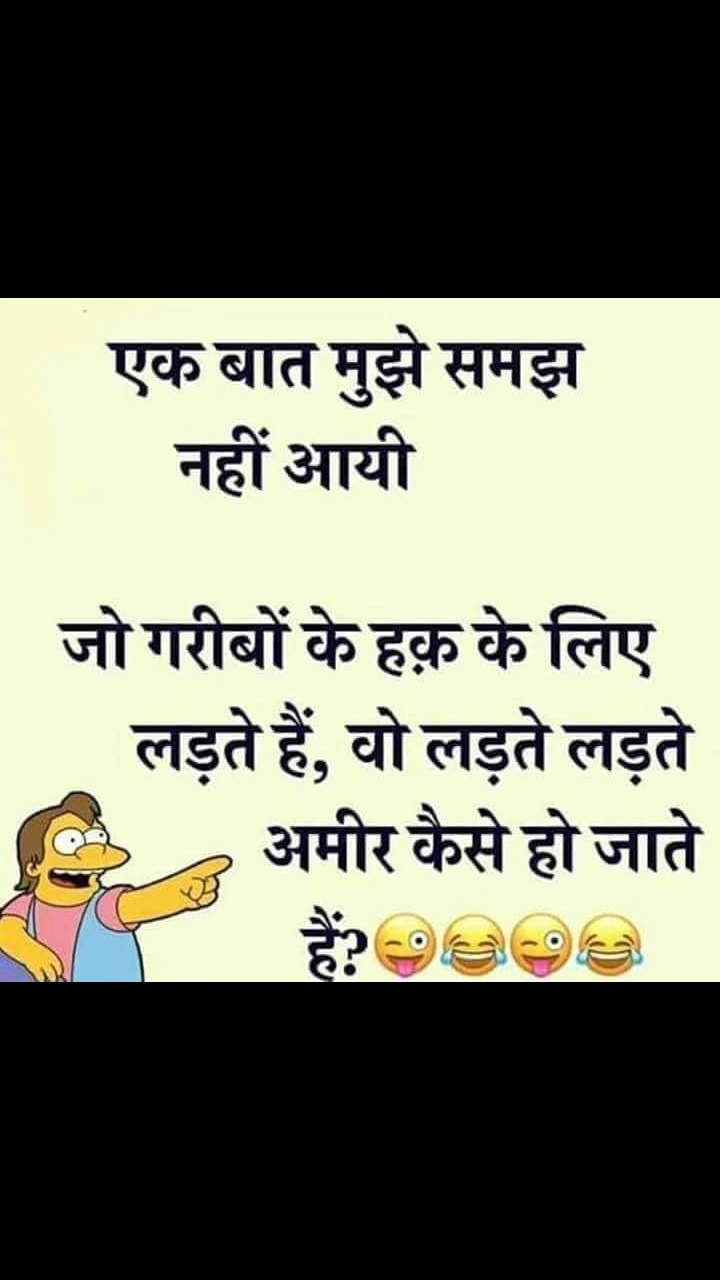 एक बात मुझे समझ
नहीं आयी
जो गरीबों के हक़ के लिए
लड़ते हैं, वो लड़ते लड़ते
अमीर कैसे हो जाते
हैं?😜😂😜😂